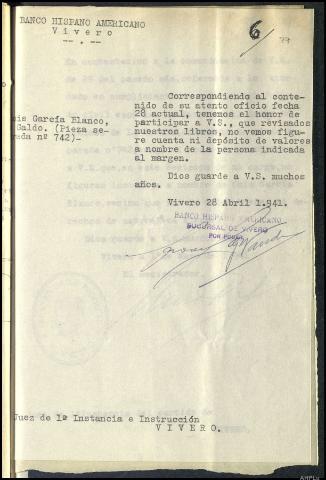 BANCO HISPANO AMERICANO
Vivero
--.--
6
77
is García Blanco,
Galdo. (Pieza se-
rada nº 742)-
Correspondiendo al conte-
nido de su atento oficio fecha
28 actual, tenemos el honor de
participar a V.S., que revisados
nuestros libros, no vemos figu-
re cuenta ni depósito de valores
a nombre de la persona indicada
al margen.
Dios guarde a V.S. muchos
años.
Vivero 28 Abril 1.941.
BANCO HISPANO AMERICANO
SUCURSAL DE VIVERO
POR PODER
Juez de 1ª Instancia e Instrucción
VIVERO.